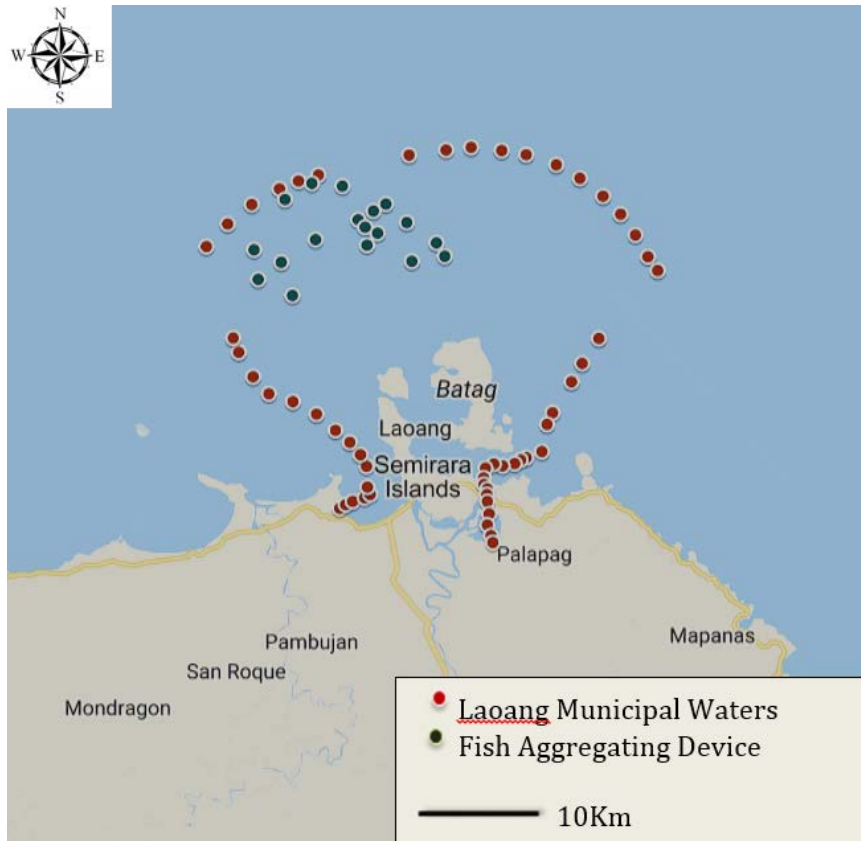 N
W E
S
Batag
Laoang
Semirara
Islands
Palapag
Pambujan
Mapanas
San Roque
Mondragon
Laoang Municipal Waters
Fish Aggregating Device
10Km